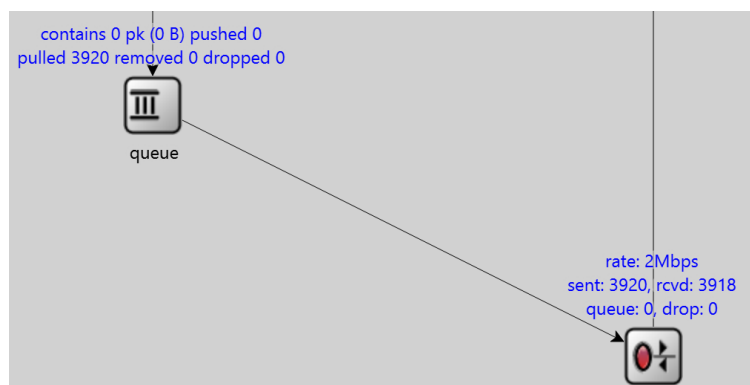 contains 0 pk (0 B) pushed 0
pulled 3920 removed 0 dropped 0
queue
rate: 2Mbps
sent: 3920, rcvd: 3918
queue: 0, drop: 0